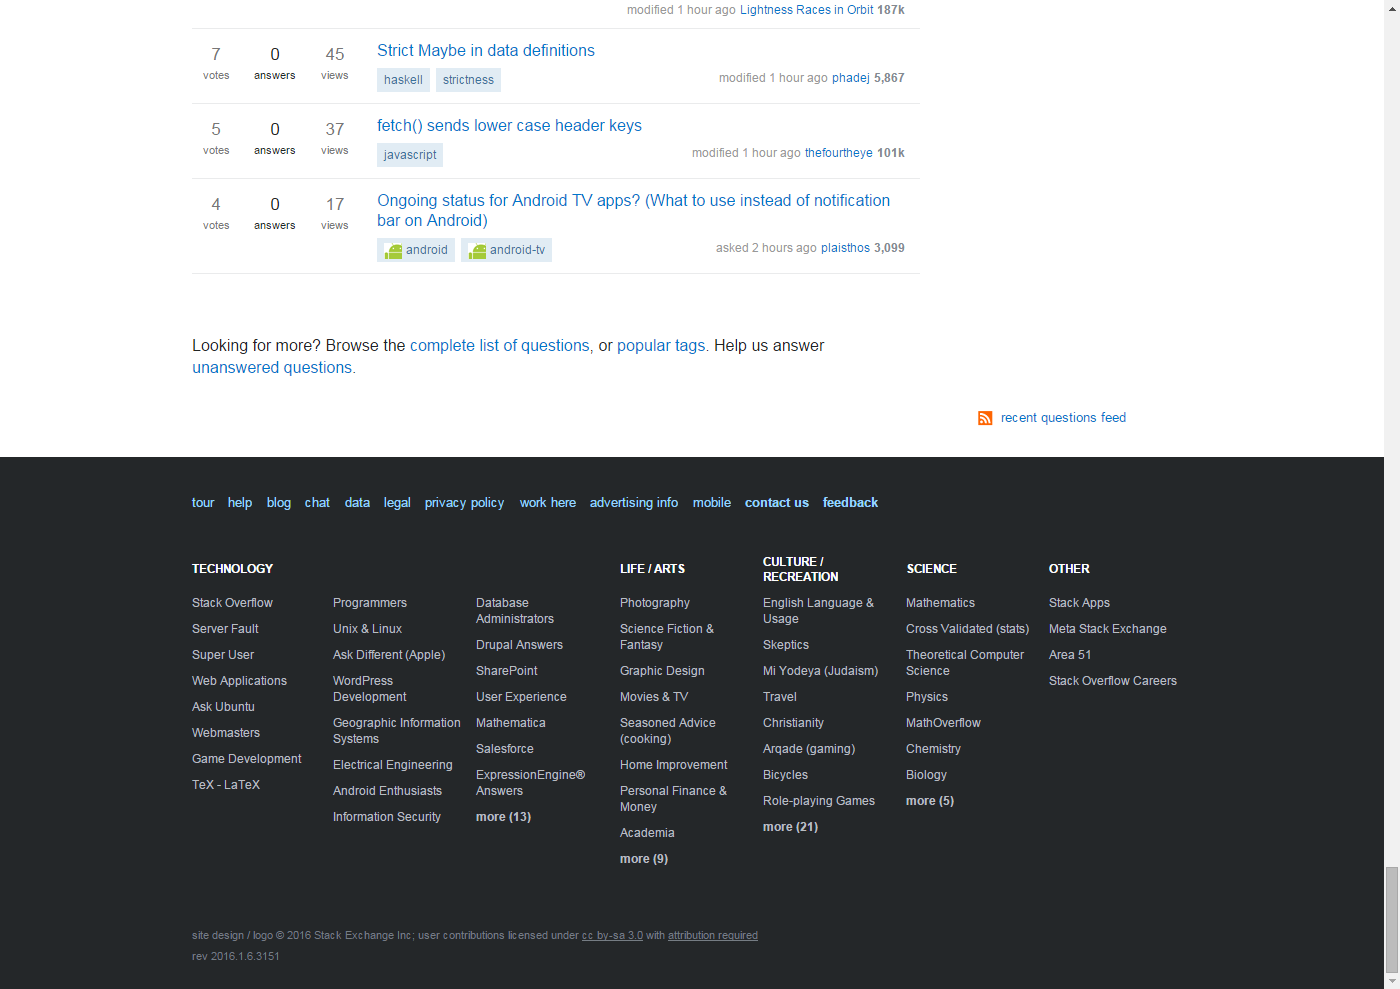 modified 1 hour ago Lightness Races in Orbit 187k
7 0 45 Strict Maybe in data definitions
votes answers views haskell strictness modified 1 hour ago phadej 5,867
5 0 37 fetch() sends lower case header keys
votes answers views javascript modified 1 hour ago thefourtheye 101k
4 0 17 Ongoing status for Android TV apps? (What to use instead of notification
votes answers views bar on Android)
android android-tv asked 2 hours ago plaisthos 3,099
Looking for more? Browse the complete list of questions, or popular tags. Help us answer
unanswered questions.
recent questions feed
tour help blog chat data legal privacy policy work here advertising info mobile contact us feedback
TECHNOLOGY
Stack Overflow
Server Fault
Super User
Web Applications
Ask Ubuntu
Webmasters
Game Development
TeX - LaTeX
Programmers
Unix & Linux
Ask Different (Apple)
WordPress
Development
Geographic Information
Systems
Electrical Engineering
Android Enthusiasts
Information Security
Database
Administrators
Drupal Answers
SharePoint
User Experience
Mathematica
Salesforce
ExpressionEngine®
Answers
more (13)
LIFE / ARTS
Photography
Science Fiction &
Fantasy
Graphic Design
Movies & TV
Seasoned Advice
(cooking)
Home Improvement
Personal Finance &
Money
Academia
more (9)
CULTURE /
RECREATION
English Language &
Usage
Skeptics
Mi Yodeya (Judaism)
Travel
Christianity
Arqade (gaming)
Bicycles
Role-playing Games
more (21)
SCIENCE
Mathematics
Cross Validated (stats)
Theoretical Computer
Science
Physics
MathOverflow
Chemistry
Biology
more (5)
OTHER
Stack Apps
Meta Stack Exchange
Area 51
Stack Overflow Careers
site design / logo © 2016 Stack Exchange Inc; user contributions licensed under cc by-sa 3.0 with attribution required
rev 2016.1.6.3151